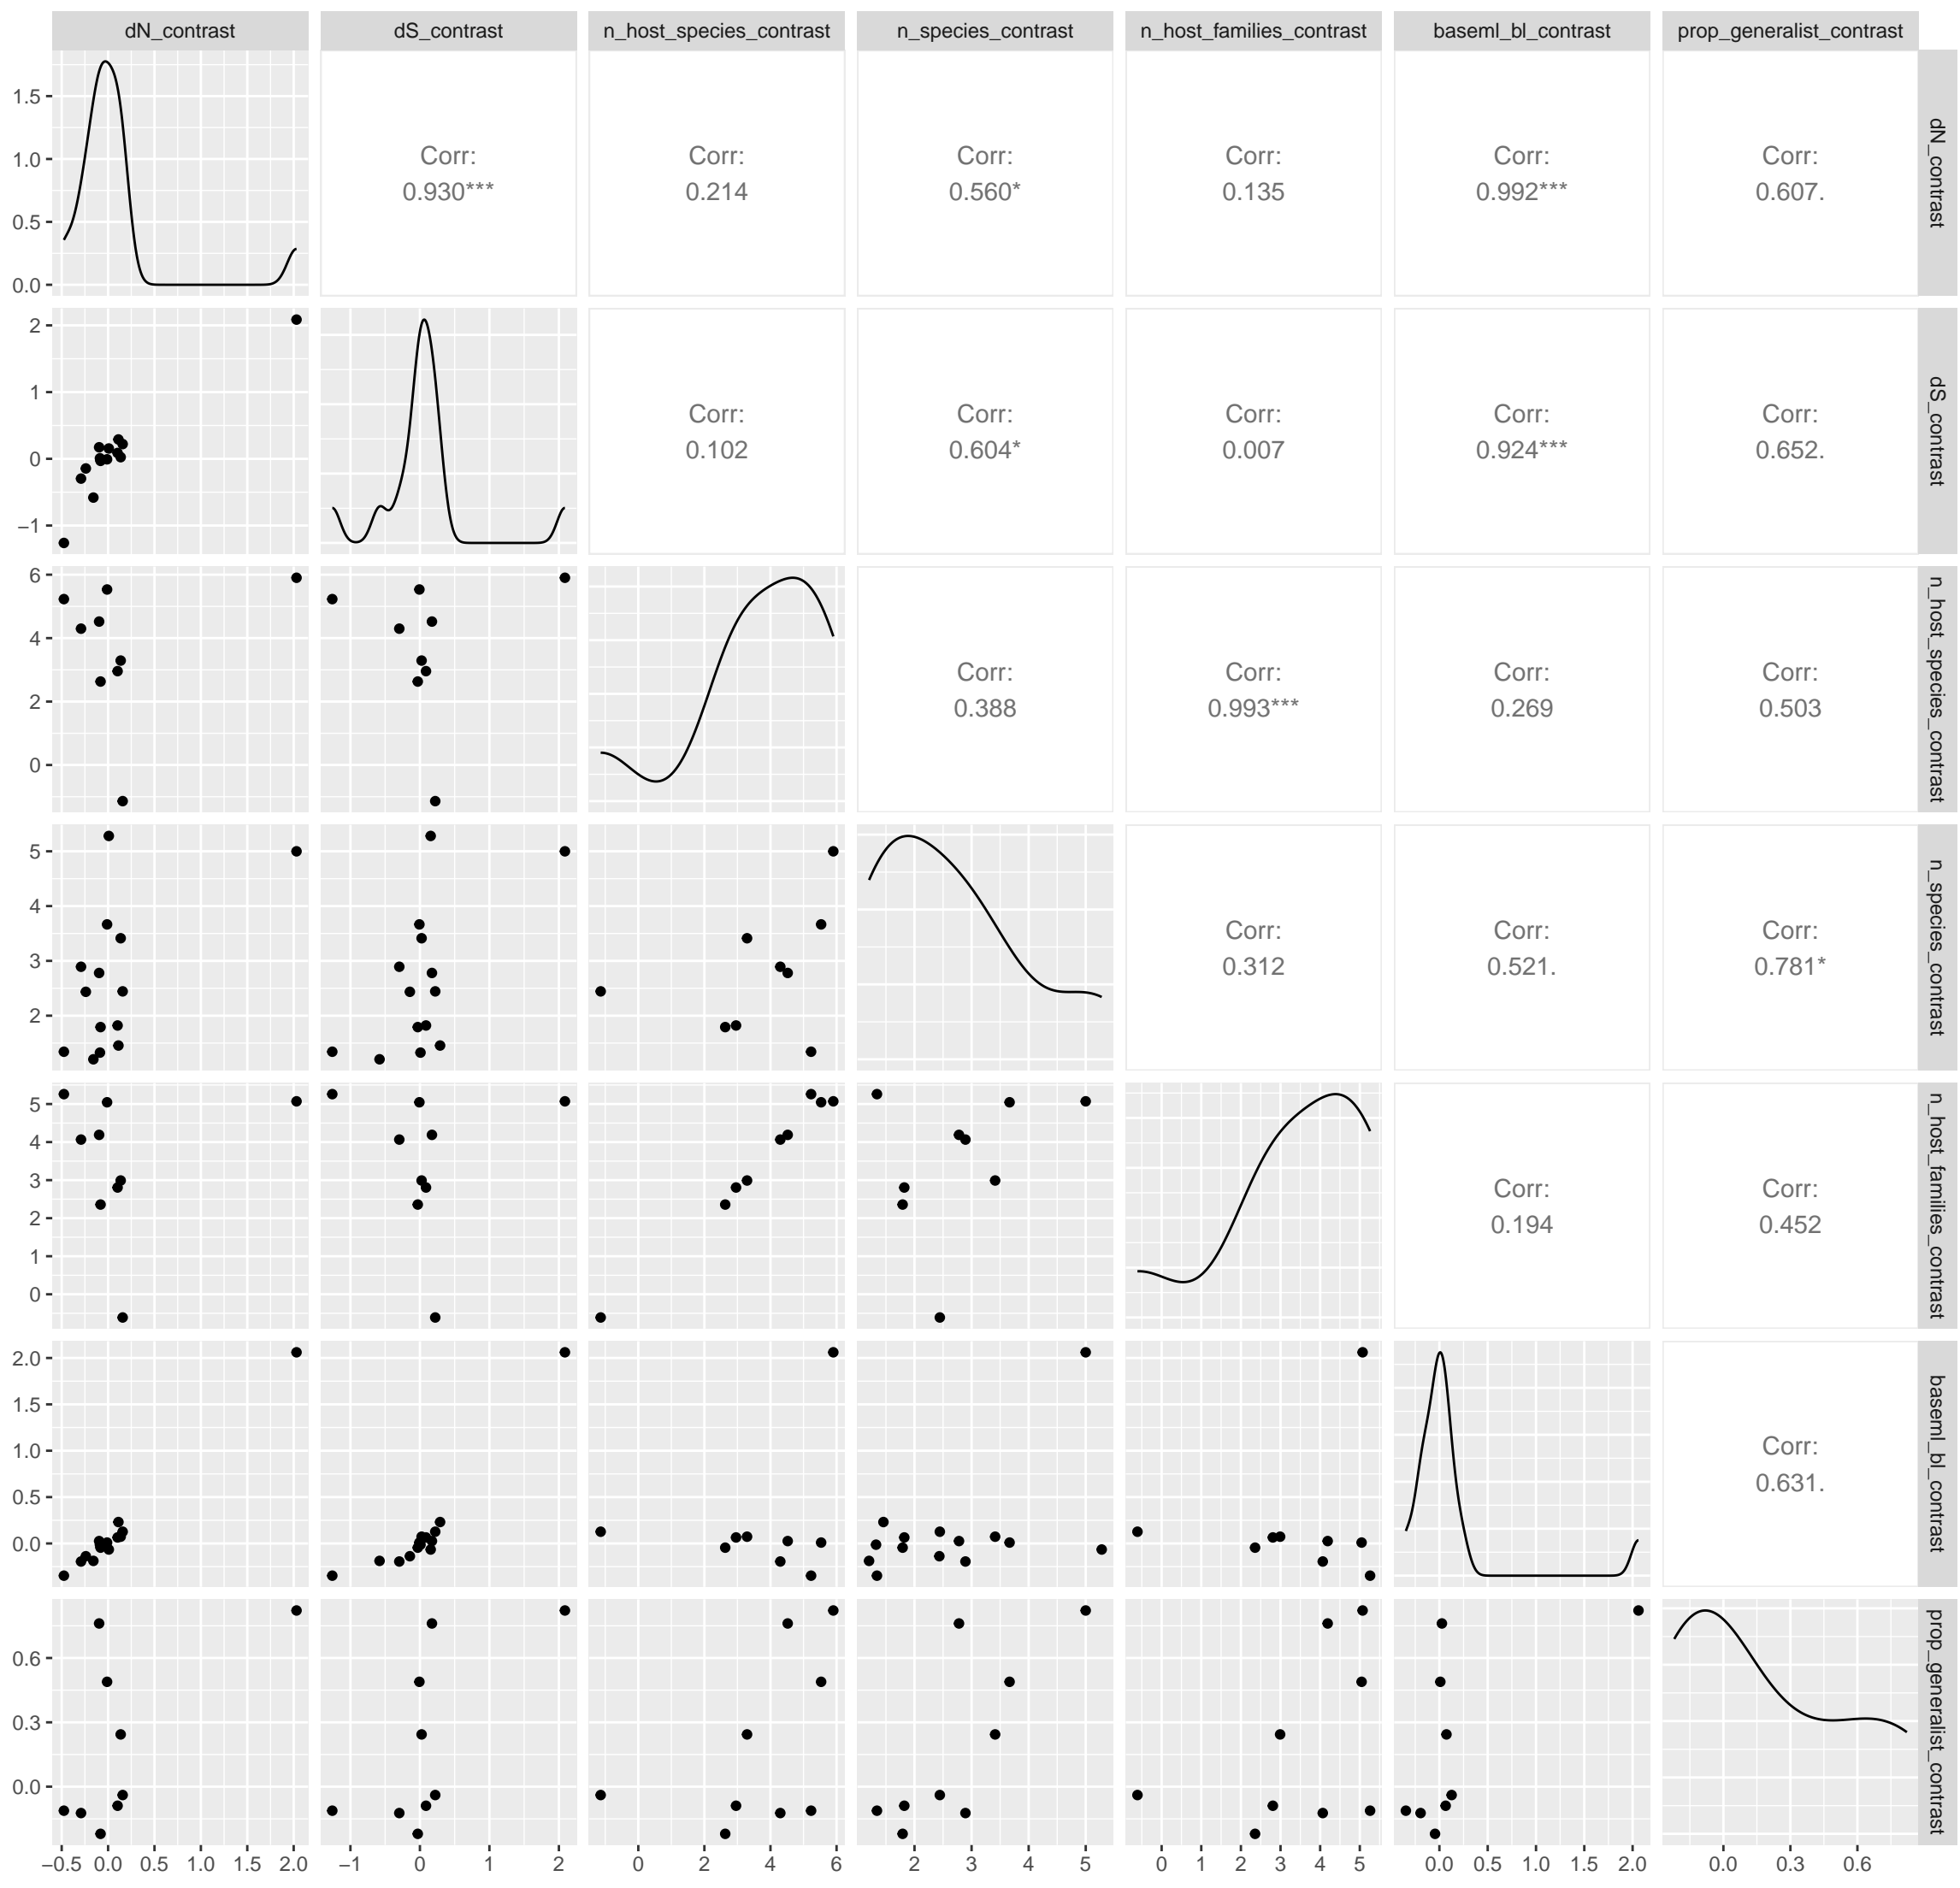 dN_contrast
dS_contrast
n_host_species_contrast
n_species_contrast
n_host_families_contrast
baseml_bl_contrast
prop_generalist_contrast
1.5
1.0
0.5
0.0
Corr:
0.930***
Corr:
0.214
Corr:
0.560*
Corr:
0.135
Corr:
0.992***
Corr:
0.607.
dN_contrast
2
1
0
−1
Corr:
0.102
Corr:
0.604*
Corr:
0.007
Corr:
0.924***
Corr:
0.652.
dS_contrast
6
4
2
0
Corr:
0.388
Corr:
0.993***
Corr:
0.269
Corr:
0.503
n_host_species_contrast
5
4
3
2
Corr:
0.312
Corr:
0.521.
Corr:
0.781*
n_species_contrast
5
4
3
2
1
0
Corr:
0.194
Corr:
0.452
n_host_families_contrast
2.0
1.5
1.0
0.5
0.0
Corr:
0.631.
baseml_bl_contrast
0.6
0.3
0.0
prop_generalist_contrast
−0.5 0.0 0.5 1.0 1.5 2.0
−1 0 1 2
0 2 4 6
2 3 4 5
0 1 2 3 4 5
0.0 0.5 1.0 1.5 2.0
0.0 0.3 0.6